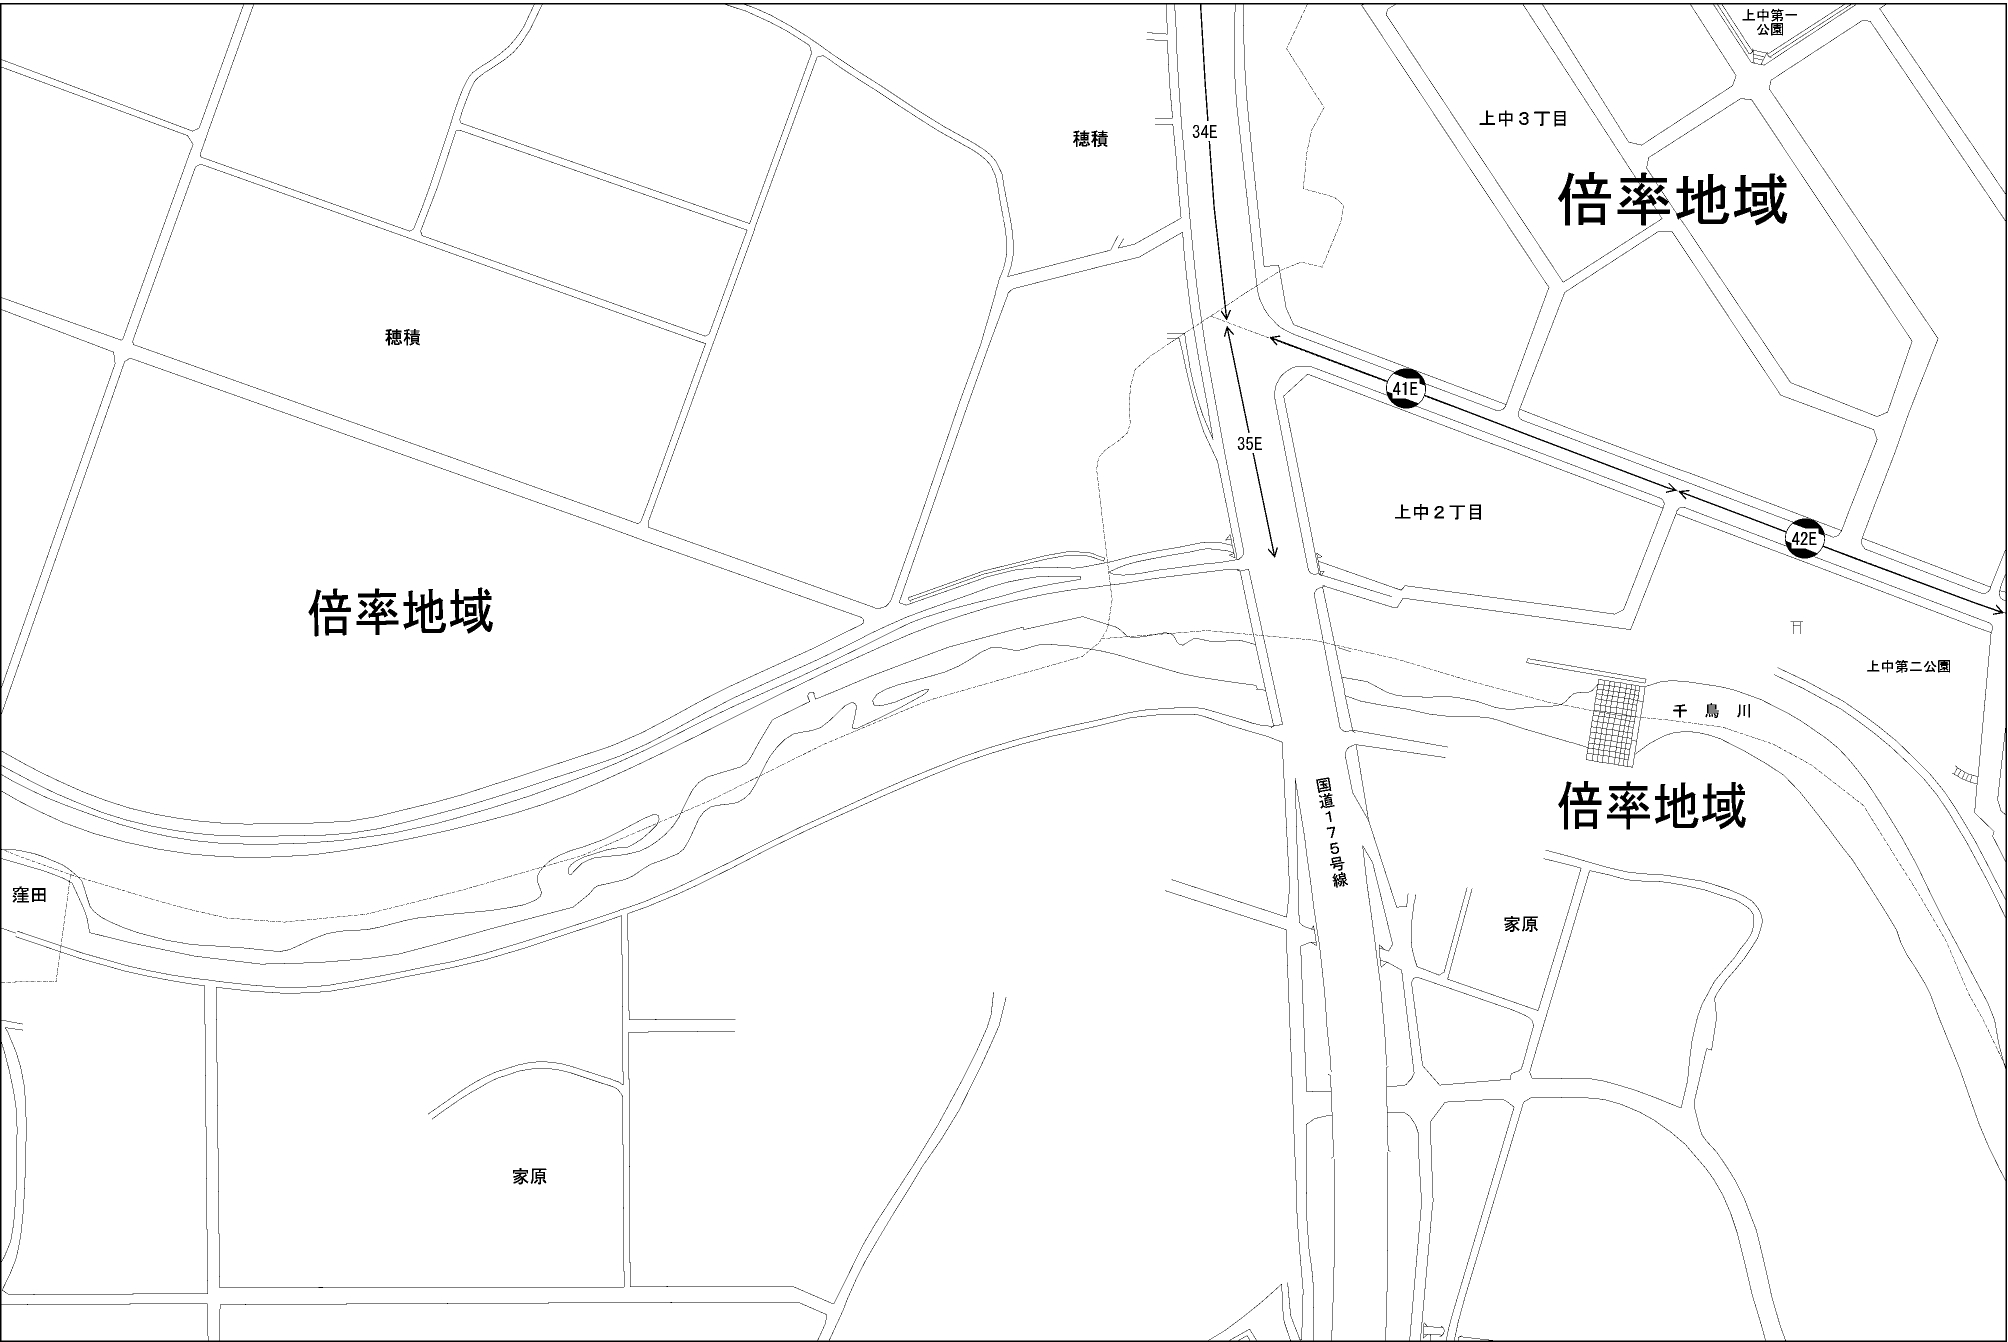 上中第一
公園
上中３丁目
34E
穂積
倍率地域
穂積
41E
35E
上中２丁目
42E
倍率地域
上中第二公園
千鳥川
倍率地域
国道１７５号線
窪田
家原
家原